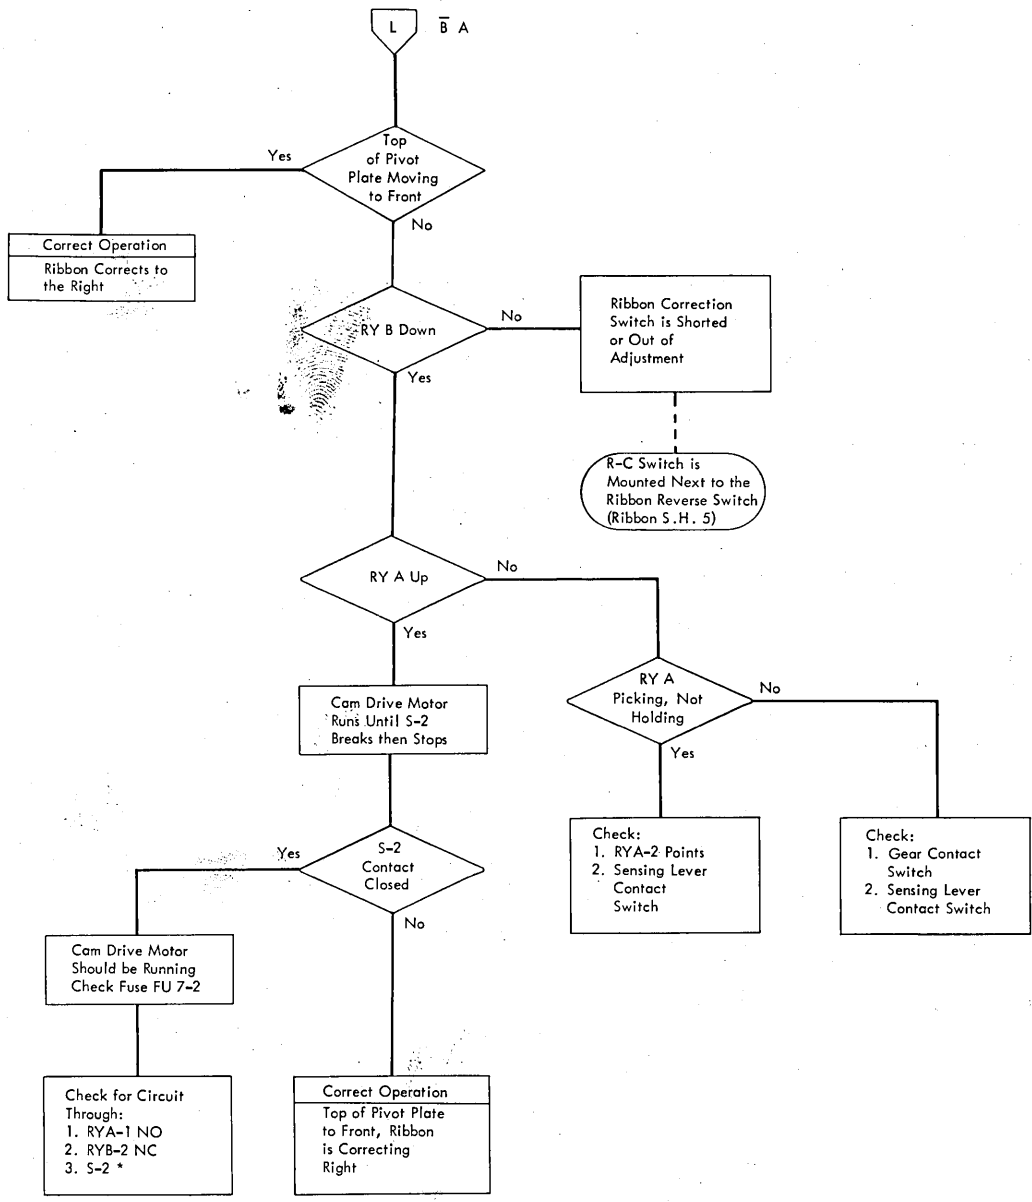 L B̅ A
Top
of Pivot
Plate Moving
to Front
Yes
No
Correct Operation
Ribbon Corrects to
the Right
RY B Down
No
Yes
Ribbon Correction
Switch is Shorted
or Out of
Adjustment
R-C Switch is
Mounted Next to the
Ribbon Reverse Switch
(Ribbon S.H. 5)
RY A Up
No
Yes
RY A
Picking, Not
Holding
No
Yes
Cam Drive Motor
Runs Until S-2
Breaks then Stops
Check:
1. RYA-2 Points
2. Sensing Lever
Contact
Switch
Check:
1. Gear Contact
Switch
2. Sensing Lever
Contact Switch
S-2
Contact
Closed
Yes
No
Cam Drive Motor
Should be Running
Check Fuse FU 7-2
Check for Circuit
Through:
1. RYA-1 NO
2. RYB-2 NC
3. S-2 *
Correct Operation
Top of Pivot Plate
to Front, Ribbon
is Correcting
Right